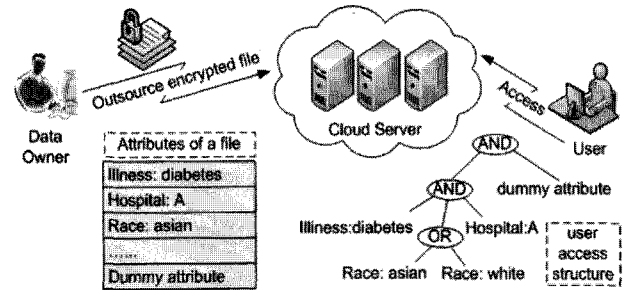 Outsource encrypted file
Cloud Server
Access
Data
Owner
User
Attributes of a file
Illness: diabetes
Hospital: A
Race: asian
......
Dummy attribute
AND
AND
dummy attribute
Illiness:diabetes
OR
Hospital:A
Race: asian
Race: white
user
access
structure